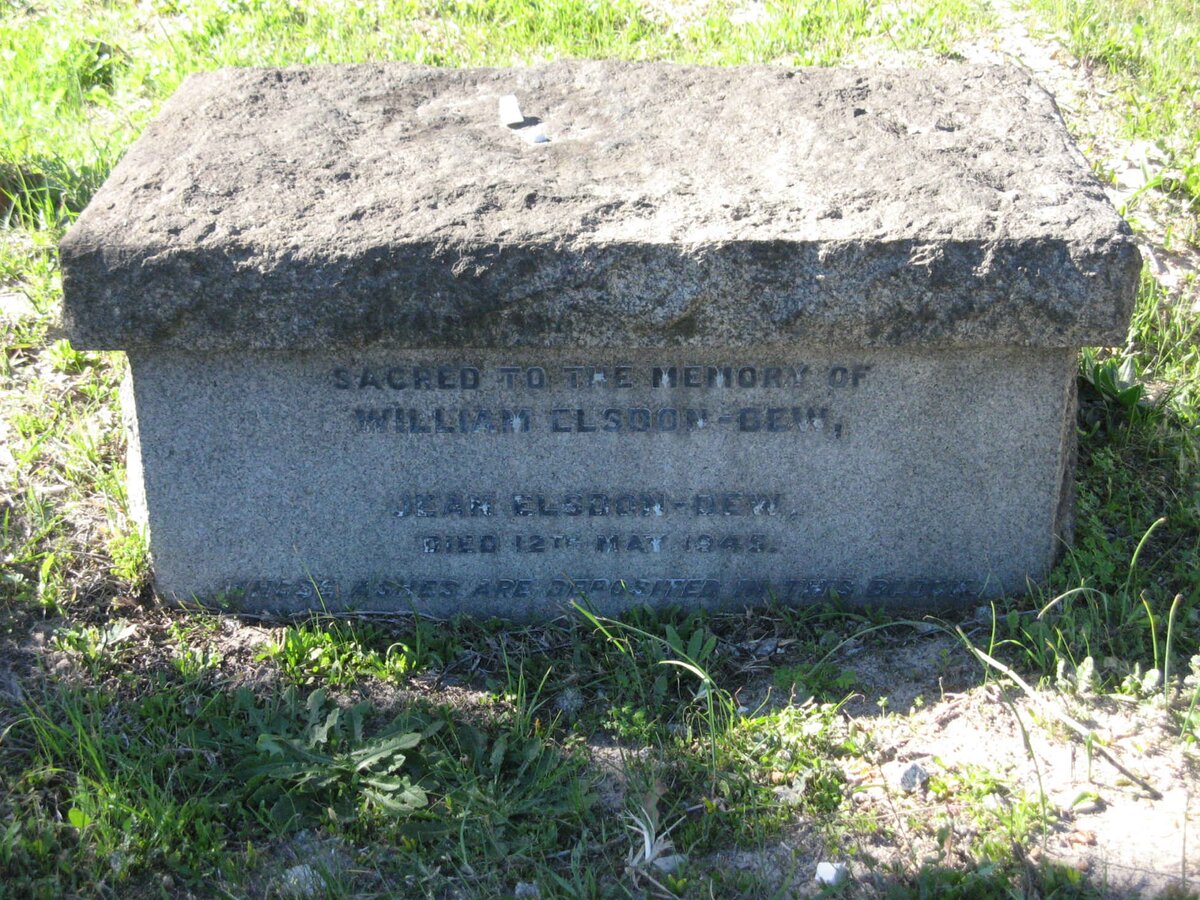 SACRED TO THE MEMORY OF
WILLIAM ELSDON-DEW,
JEAN ELSDON-DEW,
DIED 12TH MAY 1945.
WHOSE ASHES ARE DEPOSITED IN THIS